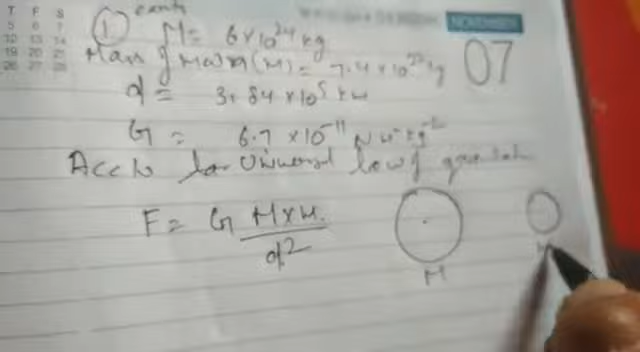 T F S
5 6 7
12 13 14
19 20 21
26 27 28
NOVEMBER
07
① earth
M = 6×10²⁴ kg
Mass of Moon (M) = 7.4×10²² kg
d = 3.84×10⁵ km
G = 6.7 ×10⁻¹¹ Nm²kg⁻²
Acc to Universal law of
F = G M×M
d²
M